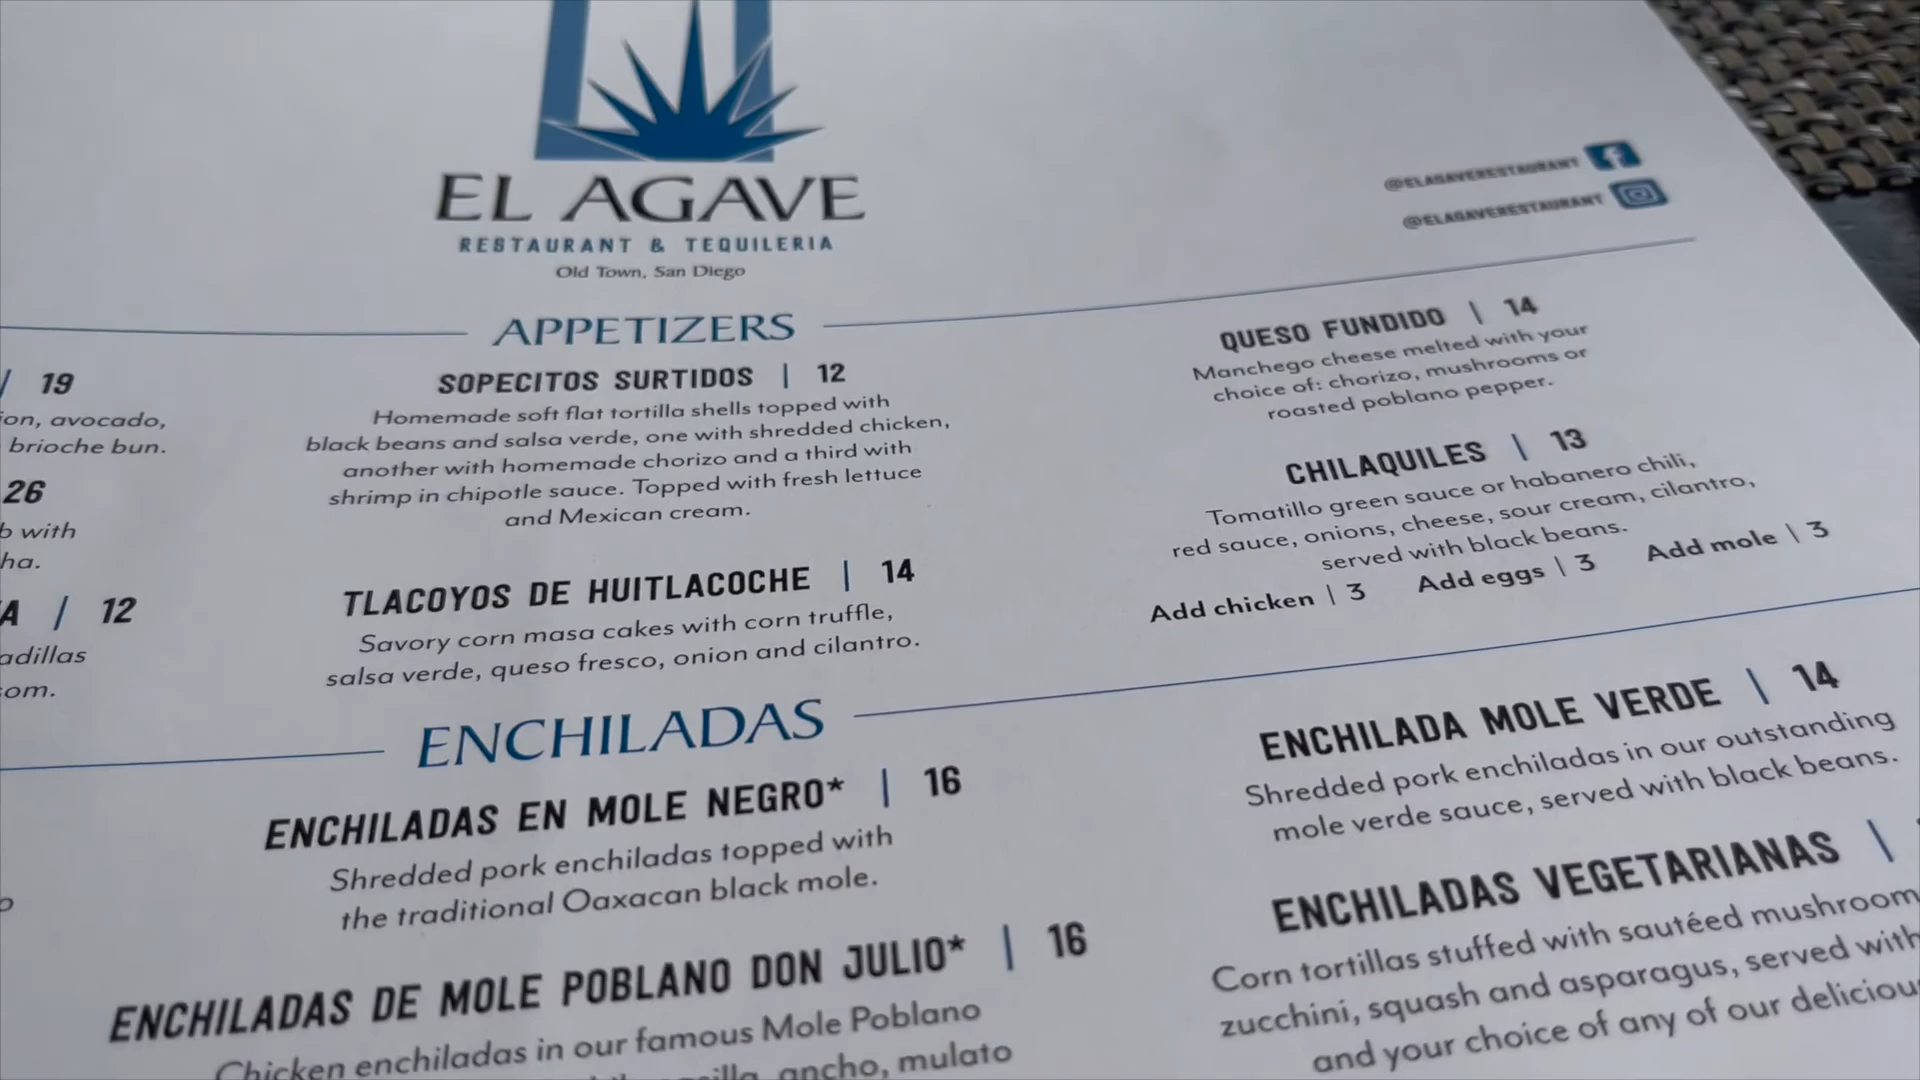 EL AGAVE
RESTAURANT & TEQUILERIA
Old Town, San Diego
@ELAGAVERESTAURANT
@ELAGAVERESTAURANT
/ 19
ion, avocado,
brioche bun.
26
b with
ha.
A / 12
adillas
som.
APPETIZERS
SOPECITOS SURTIDOS | 12
Homemade soft flat tortilla shells topped with
black beans and salsa verde, one with shredded chicken,
another with homemade chorizo and a third with
shrimp in chipotle sauce. Topped with fresh lettuce
and Mexican cream.
TLACOYOS DE HUITLACOCHE | 14
Savory corn masa cakes with corn truffle,
salsa verde, queso fresco, onion and cilantro.
QUESO FUNDIDO | 14
Manchego cheese melted with your
choice of: chorizo, mushrooms or
roasted poblano pepper.
CHILAQUILES | 13
Tomatillo green sauce or habanero chili,
red sauce, onions, cheese, sour cream, cilantro,
served with black beans.
Add chicken | 3 Add eggs | 3 Add mole | 3
ENCHILADAS
ENCHILADAS EN MOLE NEGRO* | 16
Shredded pork enchiladas topped with
the traditional Oaxacan black mole.
ENCHILADAS DE MOLE POBLANO DON JULIO* | 16
Chicken enchiladas in our famous Mole Poblano
ancho, mulato
ENCHILADA MOLE VERDE | 14
Shredded pork enchiladas in our outstanding
mole verde sauce, served with black beans.
ENCHILADAS VEGETARIANAS |
Corn tortillas stuffed with sautéed mushroom
zucchini, squash and asparagus, served with
and your choice of any of our deliciou